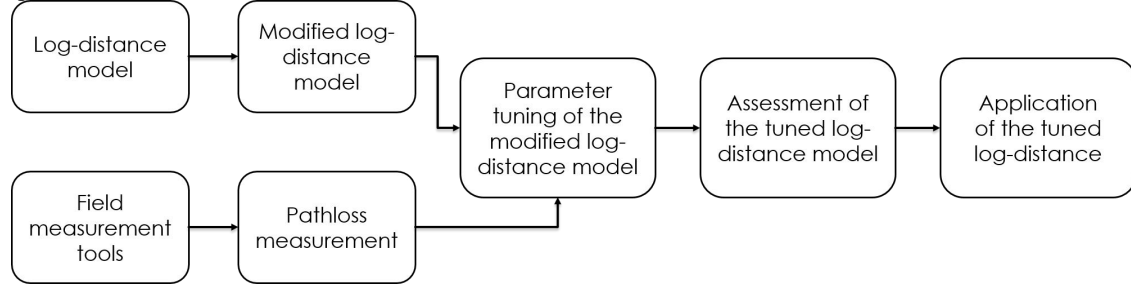 Log-distance
model
Modified log-
distance
model
Parameter
tuning of the
modified log-
distance model
Assessment of
the tuned log-
distance model
Application
of the tuned
log-distance
Field
measurement
tools
Pathloss
measurement